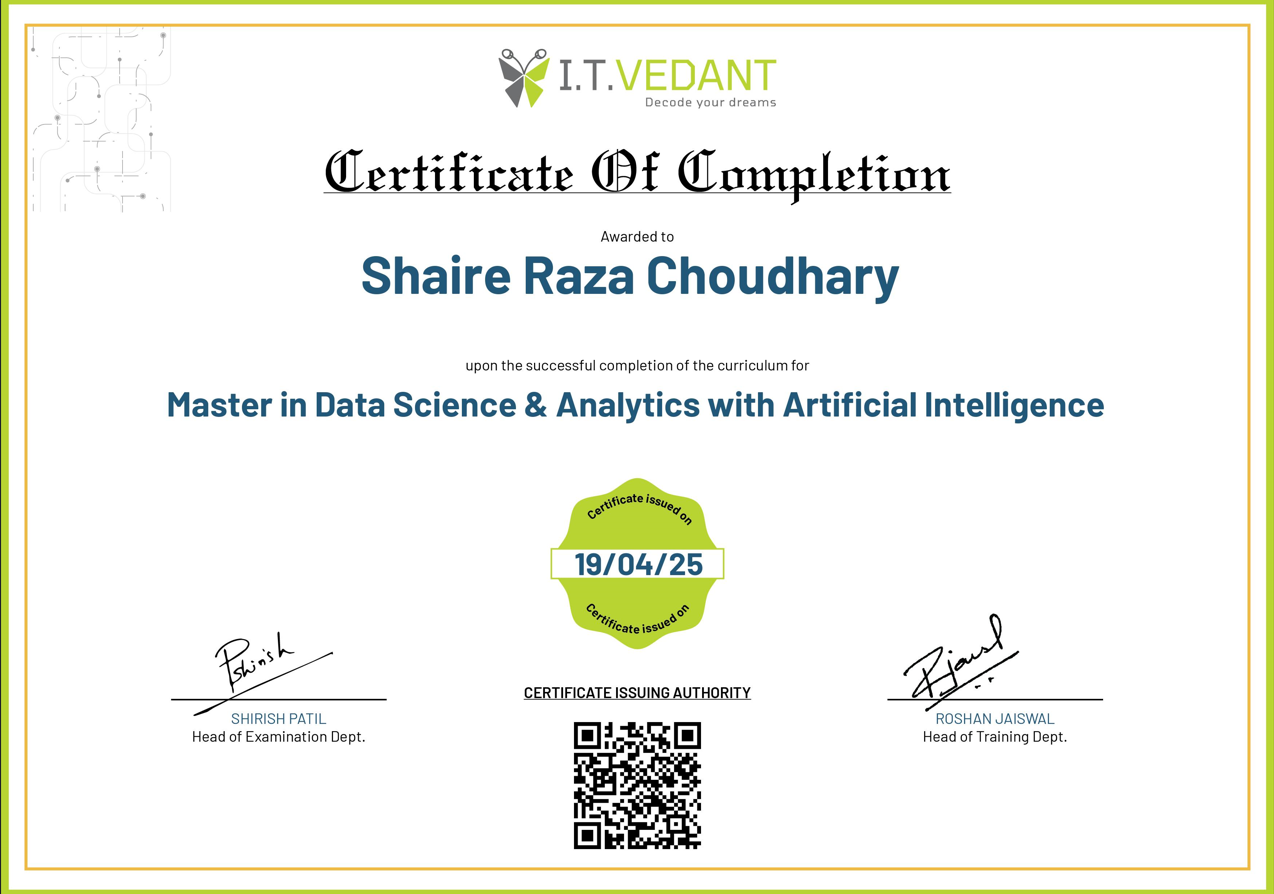 I.T.VEDANT
Decode your dreams
Certificate Of Completion
Awarded to
Shaire Raza Choudhary
upon the successful completion of the curriculum for
Master in Data Science & Analytics with Artificial Intelligence
Certificate issued on
19/04/25
Certificate issued on
Pshirish
Rjaisl
CERTIFICATE ISSUING AUTHORITY
SHIRISH PATIL
Head of Examination Dept.
ROSHAN JAISWAL
Head of Training Dept.